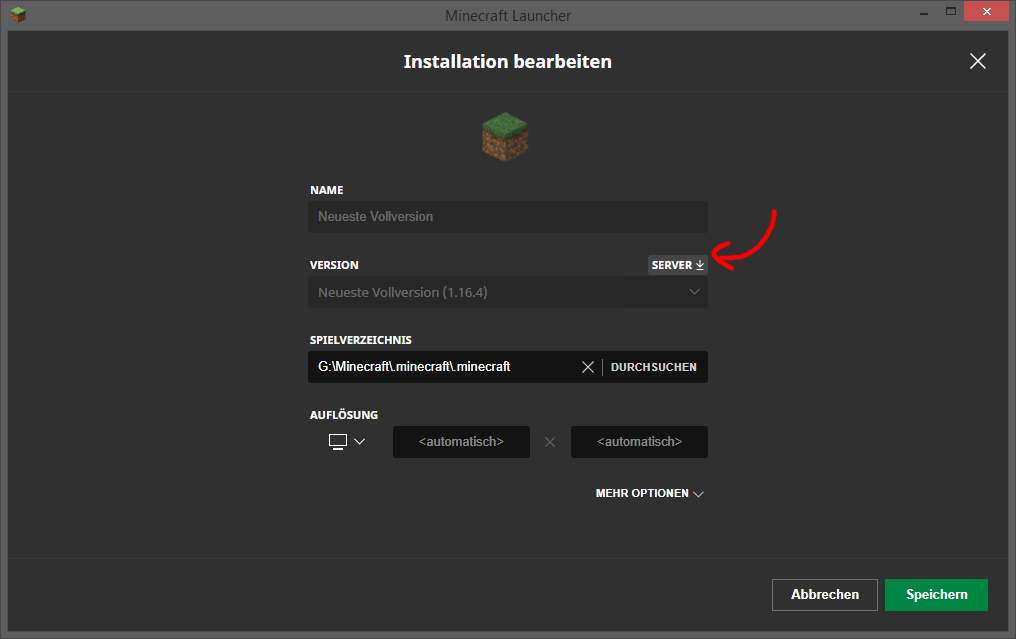 Minecraft Launcher
Installation bearbeiten
NAME
Neueste Vollversion
VERSION SERVER
Neueste Vollversion (1.16.4)
SPIELVERZEICHNIS
G:\Minecraft\.minecraft\.minecraft DURCHSUCHEN
AUFLÖSUNG
<automatisch> <automatisch>
MEHR OPTIONEN
Abbrechen Speichern